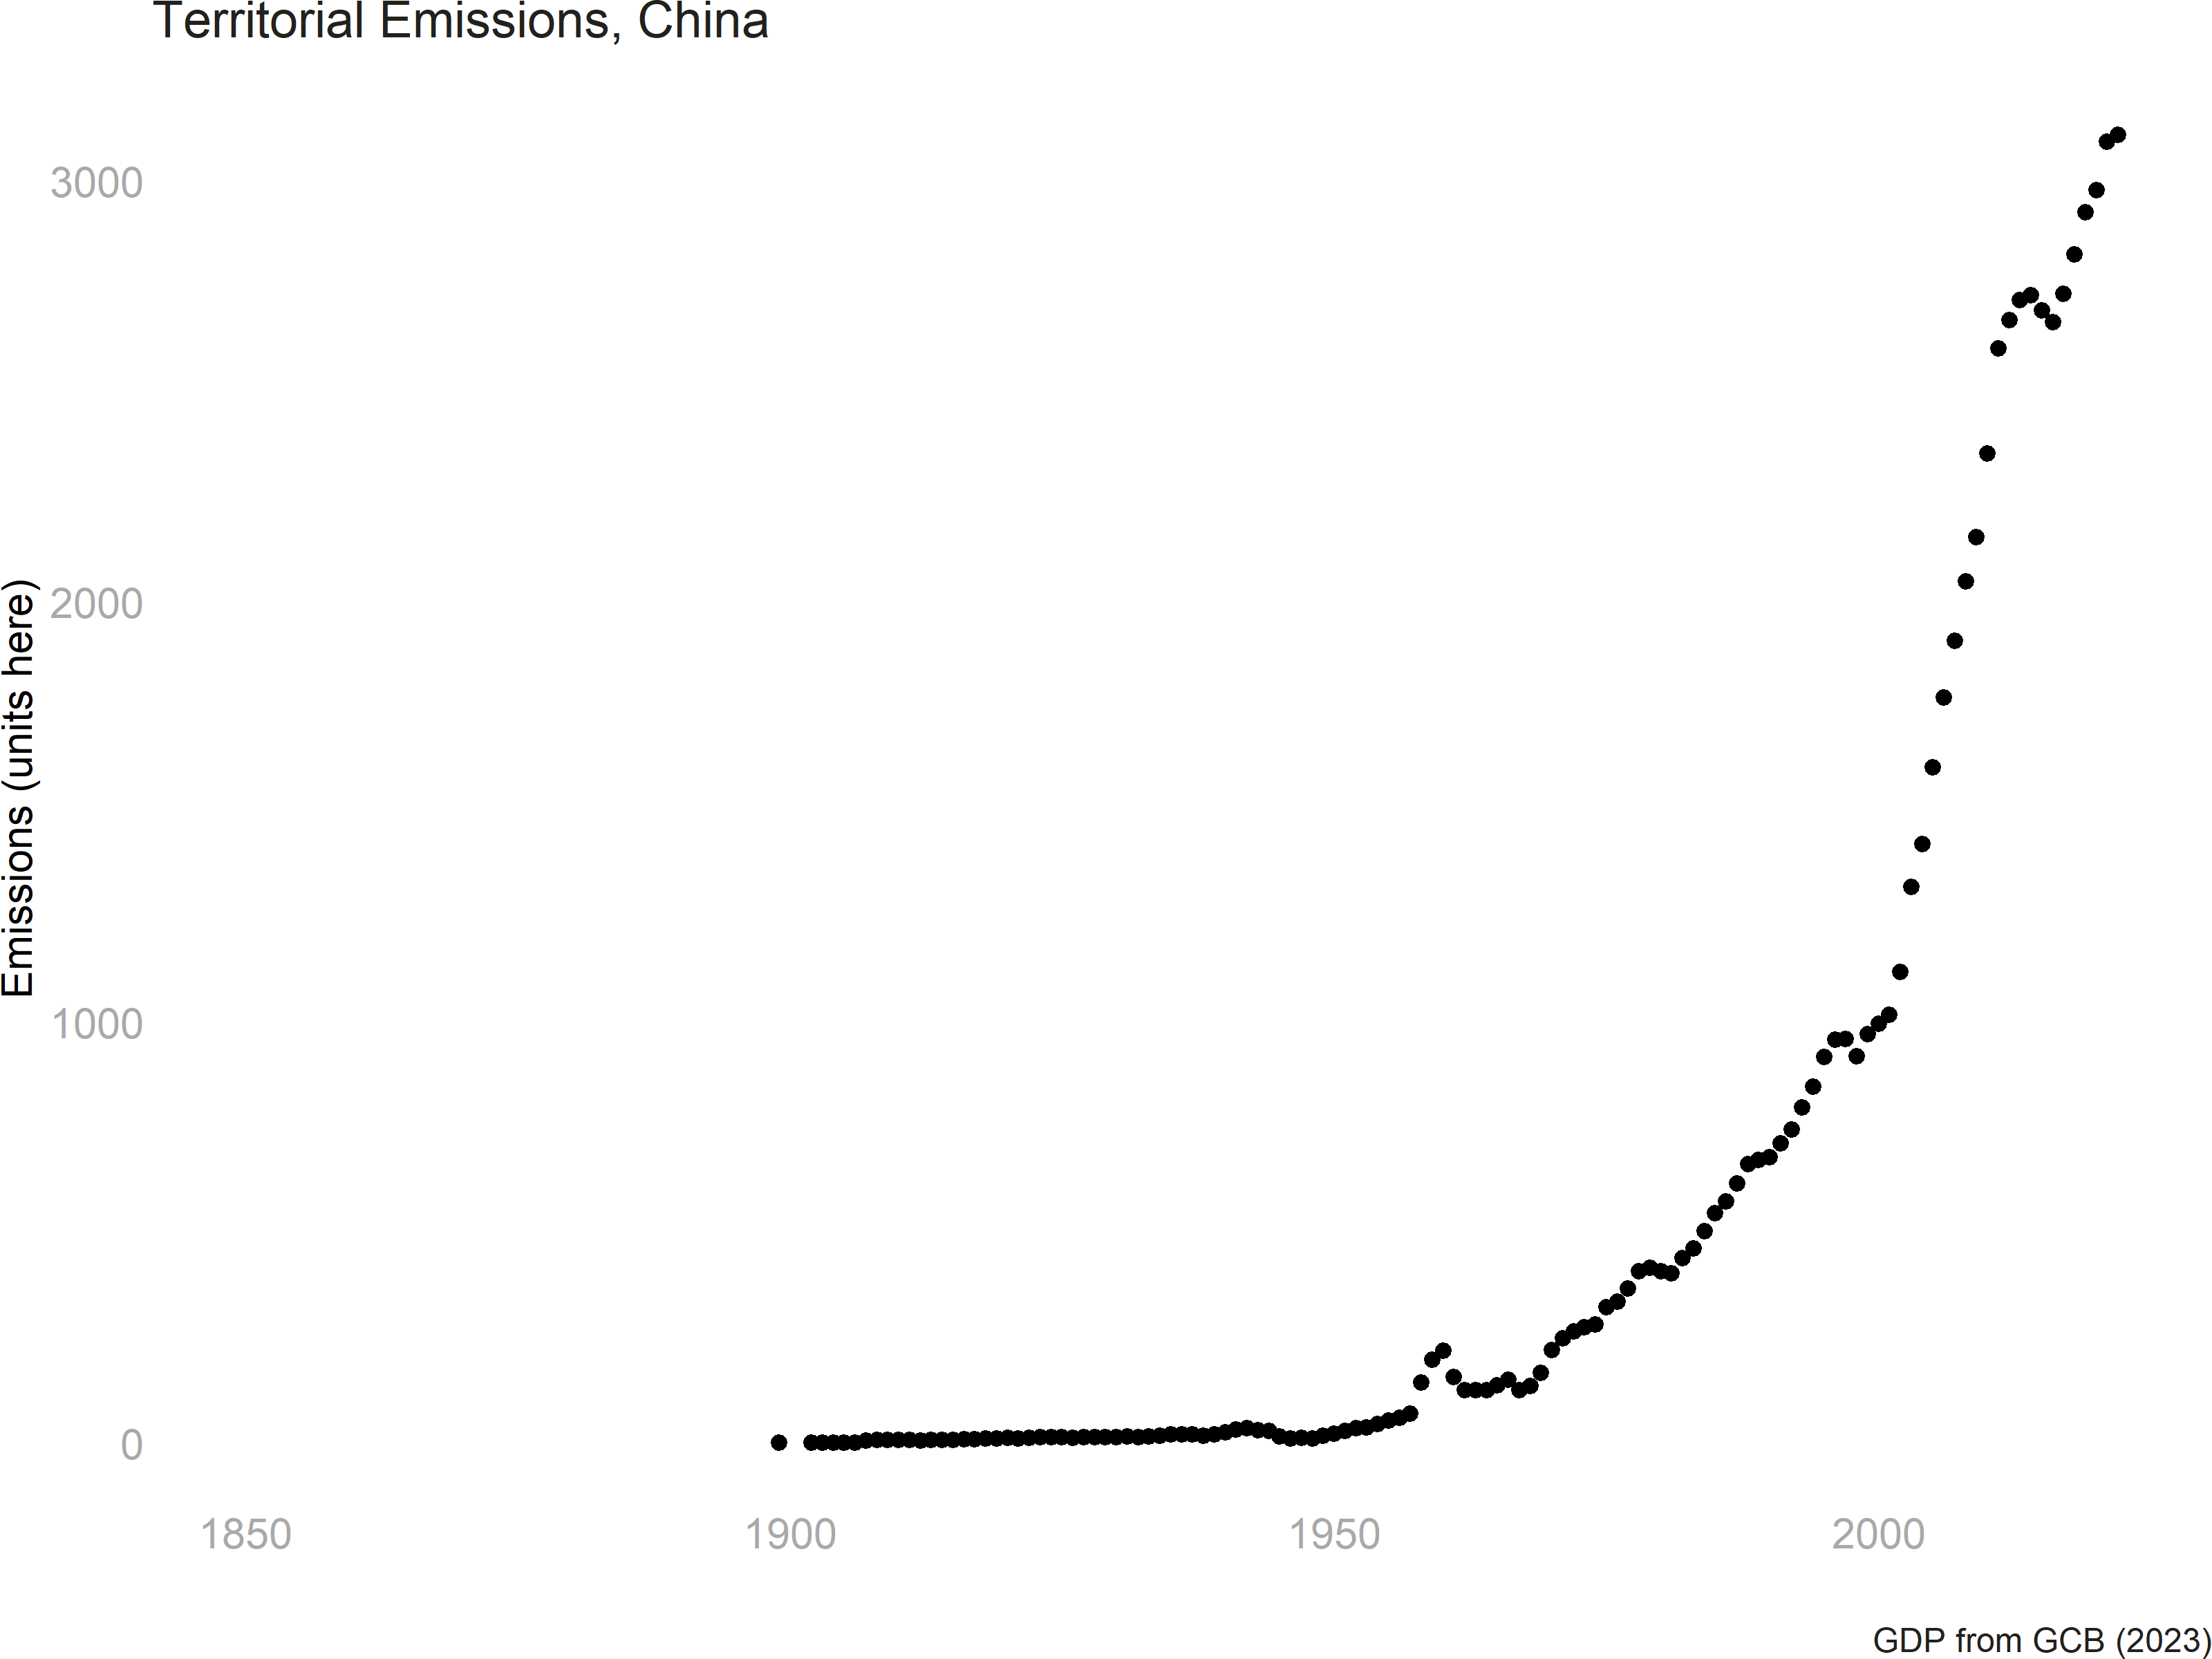 Territorial Emissions, China
3000
2000
1000
0
Emissions (units here)
1850 1900 1950 2000
GDP from GCB (2023)